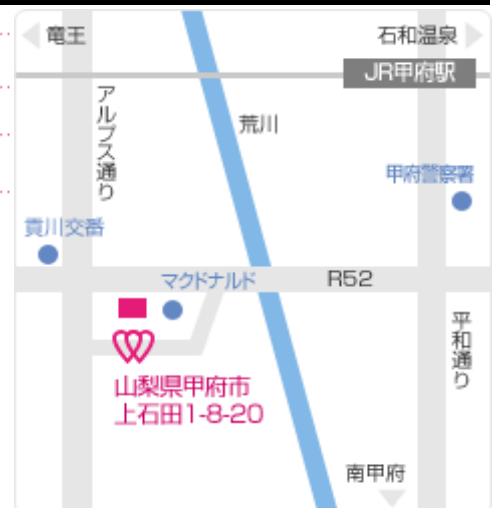 竜王
石和温泉
JR甲府駅
アルプス通り
荒川
甲府警察署
貢川交番
マクドナルド
R52
平和通り
山梨県甲府市
上石田1-8-20
南甲府